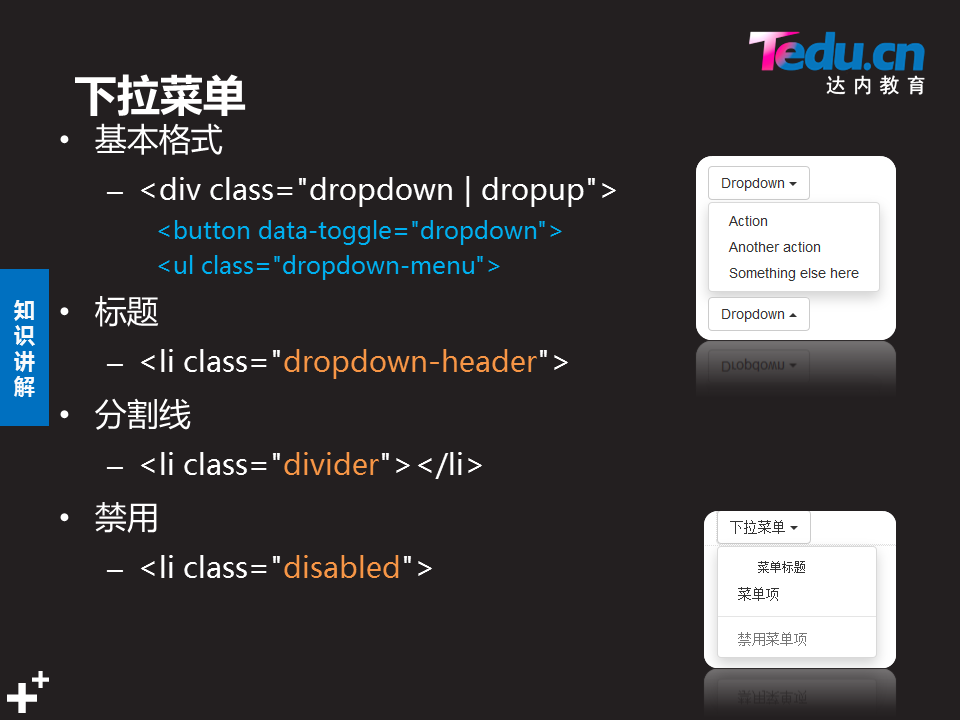 Tedu.cn
达内教育
下拉菜单
• 基本格式
– <div class="dropdown | dropup">
<button data-toggle="dropdown">
<ul class="dropdown-menu">
• 标题
– <li class="dropdown-header">
• 分割线
– <li class="divider"></li>
• 禁用
– <li class="disabled">
知识讲解
Dropdown
Action
Another action
Something else here
Dropdown
下拉菜单
菜单标题
菜单项
禁用菜单项